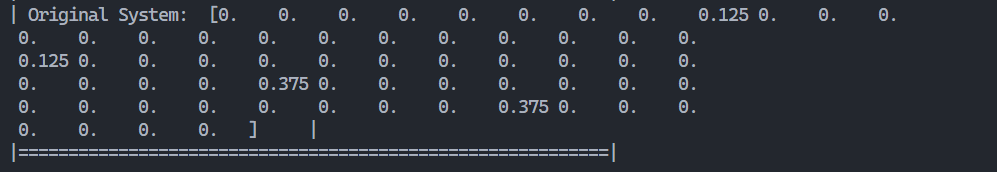 | Original System:  [0.    0.    0.    0.    0.    0.    0.    0.    0.125 0.    0.    0.
 0.    0.    0.    0.    0.    0.    0.    0.    0.    0.    0.    0.
 0.125 0.    0.    0.    0.    0.    0.    0.    0.    0.    0.    0.
 0.    0.    0.    0.    0.375 0.    0.    0.    0.    0.    0.    0.
 0.    0.    0.    0.    0.    0.    0.    0.    0.375 0.    0.    0.
 0.    0.    0.    0.   ]     |
|===========================================================|